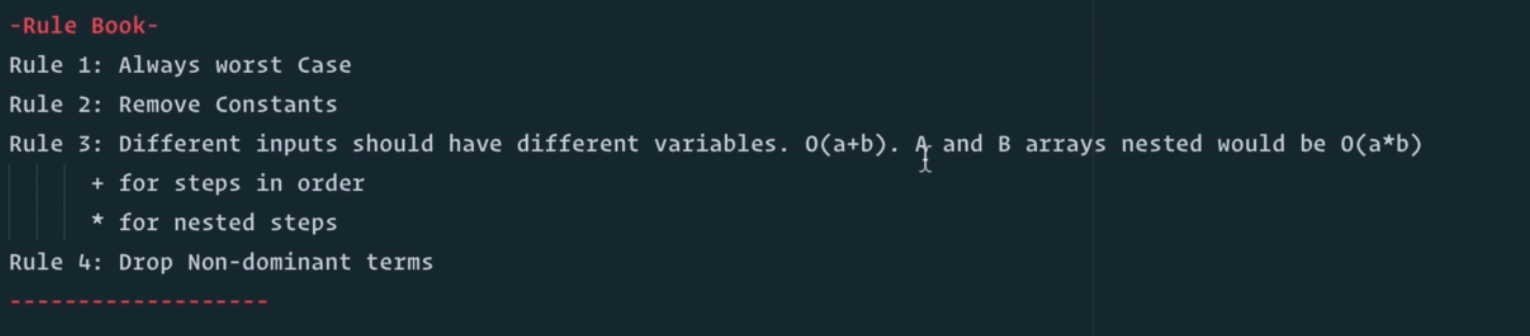 -Rule Book-
Rule 1: Always worst Case
Rule 2: Remove Constants
Rule 3: Different inputs should have different variables. O(a+b). A and B arrays nested would be O(a*b)
+ for steps in order
* for nested steps
Rule 4: Drop Non-dominant terms
-------------------